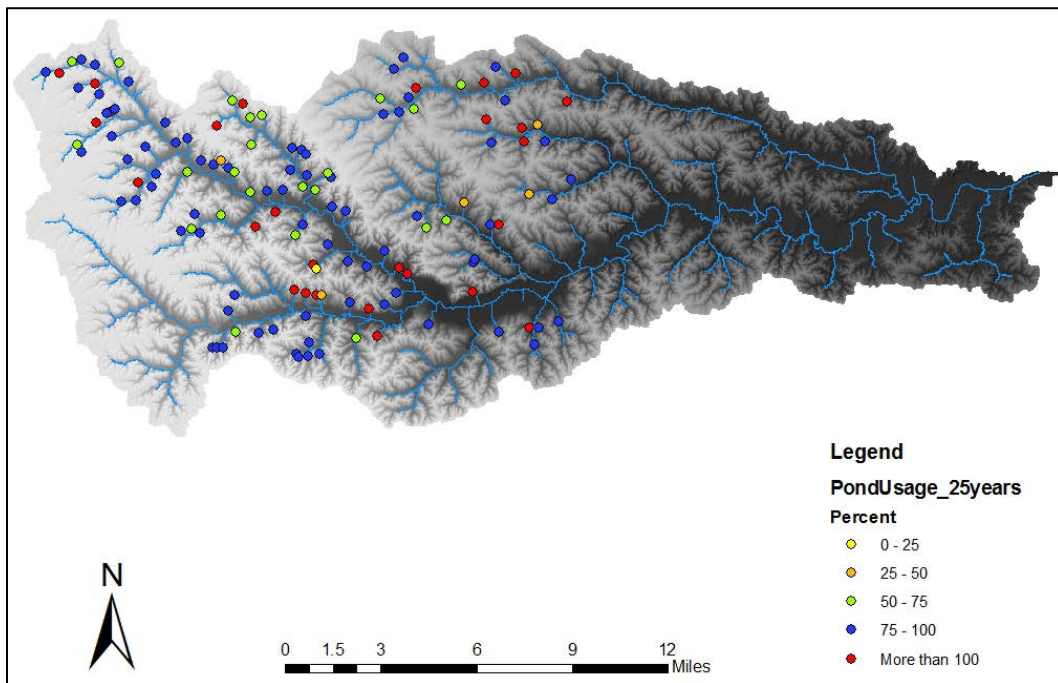 Legend
PondUsage_25years
Percent
0 - 25
25 - 50
50 - 75
75 - 100
More than 100
N
0 1.5 3 6 9 12
Miles